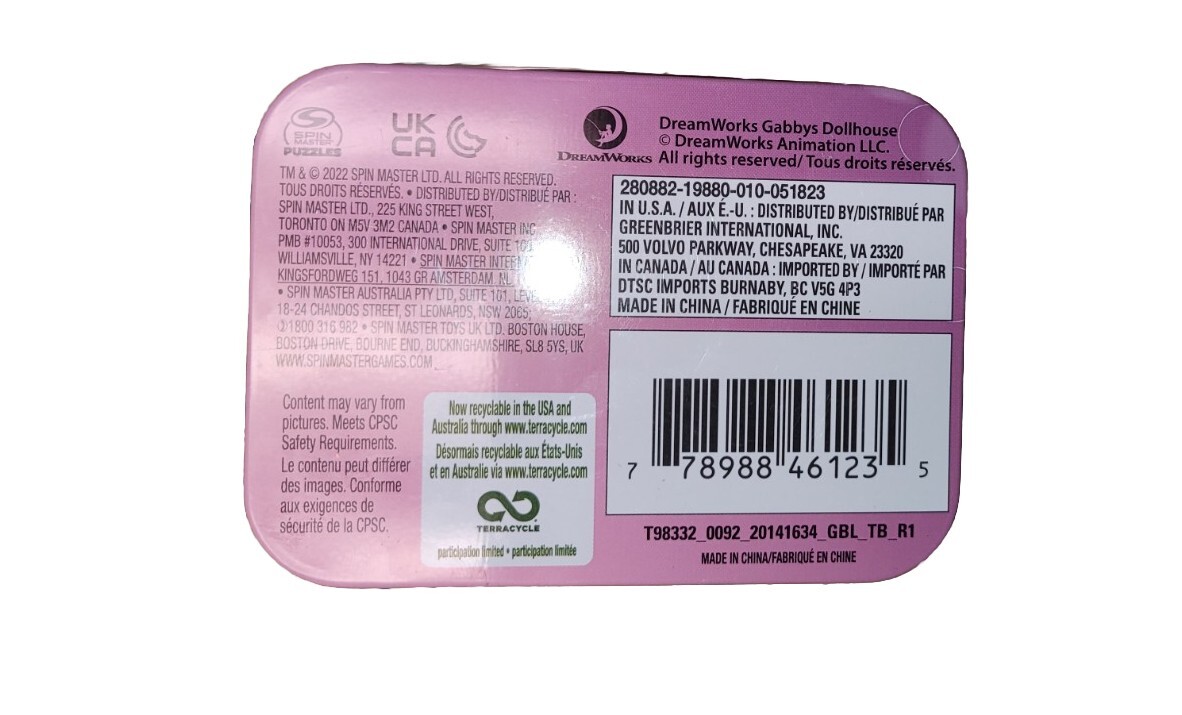 SPIN
MASTER
PUZZLES
UK
CA
TM & © 2022 SPIN MASTER LTD. ALL RIGHTS RESERVED.
TOUS DROITS RÉSERVÉS. • DISTRIBUTED BY/DISTRIBUÉ PAR :
SPIN MASTER LTD., 225 KING STREET WEST,
TORONTO ON M5V 3M2 CANADA • SPIN MASTER INC
PMB #10053, 300 INTERNATIONAL DRIVE, SUITE
WILLIAMSVILLE, NY 14221 • SPIN MASTER
KINGSFORDWEG 151, 1043 GR AMSTERDAM, NL
• SPIN MASTER AUSTRALIA PTY LTD, SUITE 101,
18-24 CHANDOS STREET, ST LEONARDS, NSW 2065;
1800 316 982 • SPIN MASTER TOYS UK LTD. BOSTON HOUSE,
BOSTON DRIVE, BOURNE END, BUCKINGHAMSHIRE, SL8 5YS, UK
WWW.SPINMASTERGAMES.COM
Content may vary from
pictures. Meets CPSC
Safety Requirements.
Le contenu peut différer
des images. Conforme
aux exigences de
sécurité de la CPSC.
Now recyclable in the USA and
Australia through www.terracycle.com
Désormais recyclable aux États-Unis
et en Australie via www.terracycle.com
TERRACYCLE
participation limited • participation limitée
DREAMWORKS
DreamWorks Gabbys Dollhouse
© DreamWorks Animation LLC.
All rights reserved/ Tous droits réservés.
280882-19880-010-051823
IN U.S.A. / AUX É.-U. : DISTRIBUTED BY/DISTRIBUÉ PAR
GREENBRIER INTERNATIONAL, INC.
500 VOLVO PARKWAY, CHESAPEAKE, VA 23320
IN CANADA / AU CANADA : IMPORTED BY / IMPORTÉ PAR
DTSC IMPORTS BURNABY, BC V5G 4P3
MADE IN CHINA / FABRIQUÉ EN CHINE
7 78988 46123 5
T98332_0092_20141634_GBL_TB_R1
MADE IN CHINA/FABRIQUÉ EN CHINE